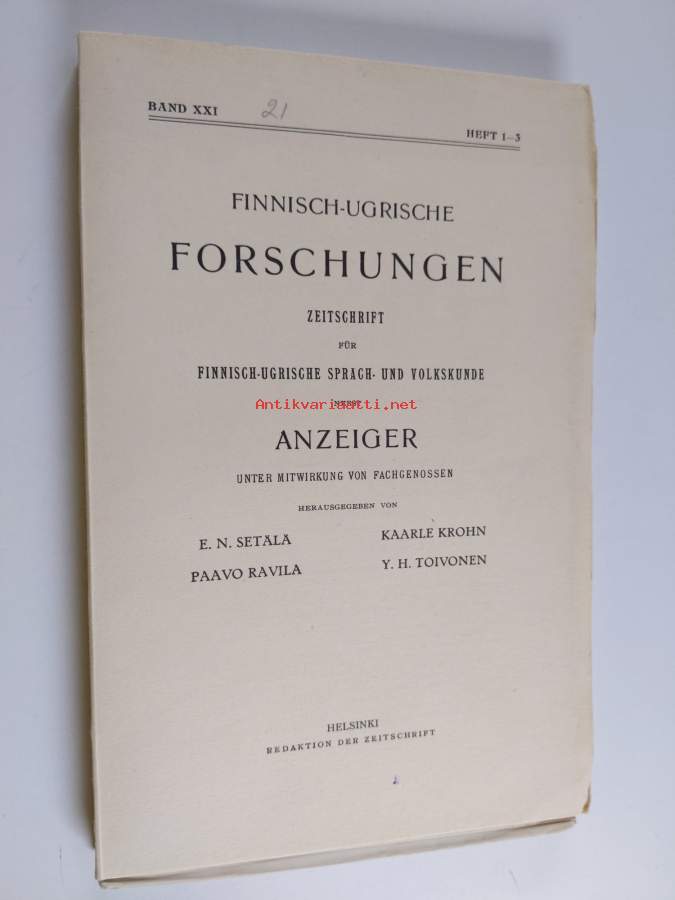 BAND XXI 21
HEFT 1-3
FINNISCH-UGRISCHE
FORSCHUNGEN
ZEITSCHRIFT
FÜR
FINNISCH-UGRISCHE SPRACH- UND VOLKSKUNDE
NEBST
Antikvariaatti.net
ANZEIGER
UNTER MITWIRKUNG VON FACHGENOSSEN
HERAUSGEGEBEN VON
E. N. SETÄLÄ KAARLE KROHN
PAAVO RAVILA Y. H. TOIVONEN
HELSINKI
REDAKTION DER ZEITSCHRIFT